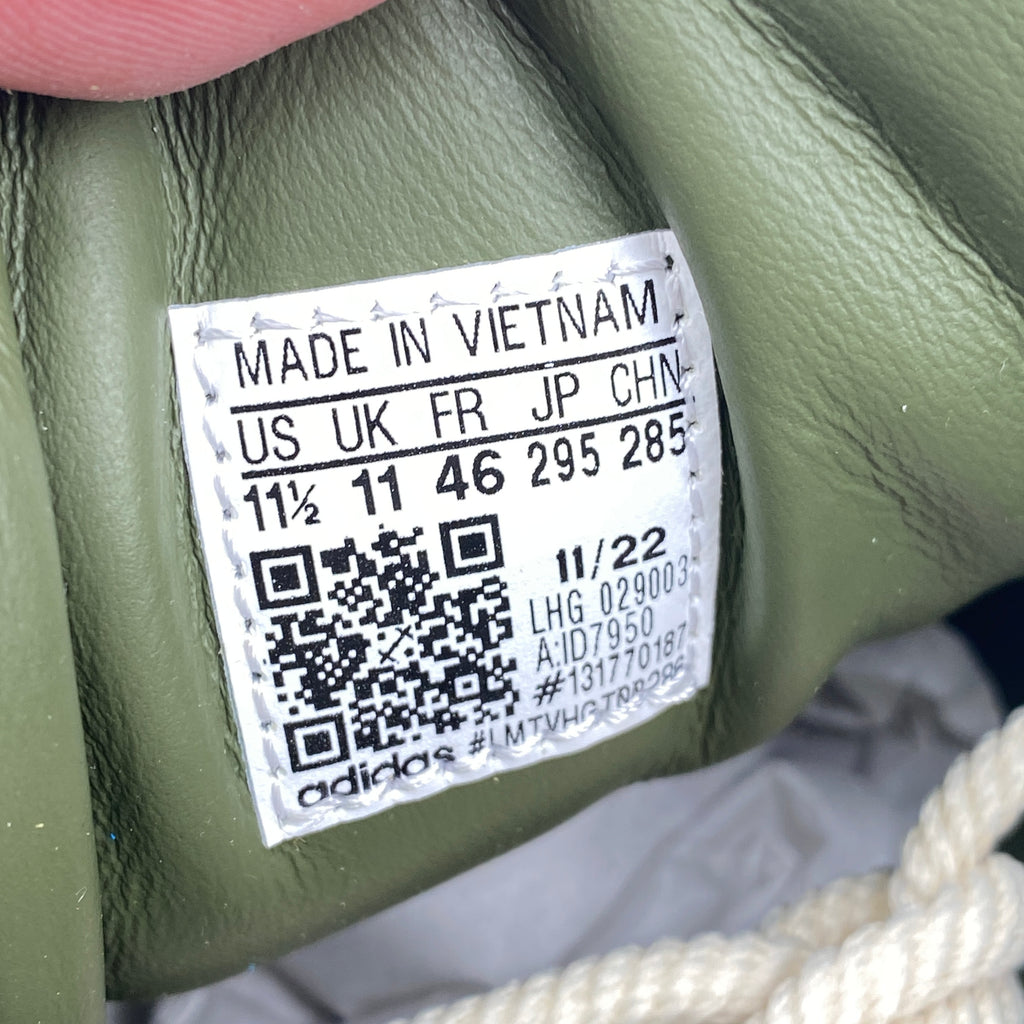 MADE IN VIETNAM
US UK FR JP CHN
11½ 11 46 295 285
11/22
LHG 029003
A:ID7950
#131770187
adidas